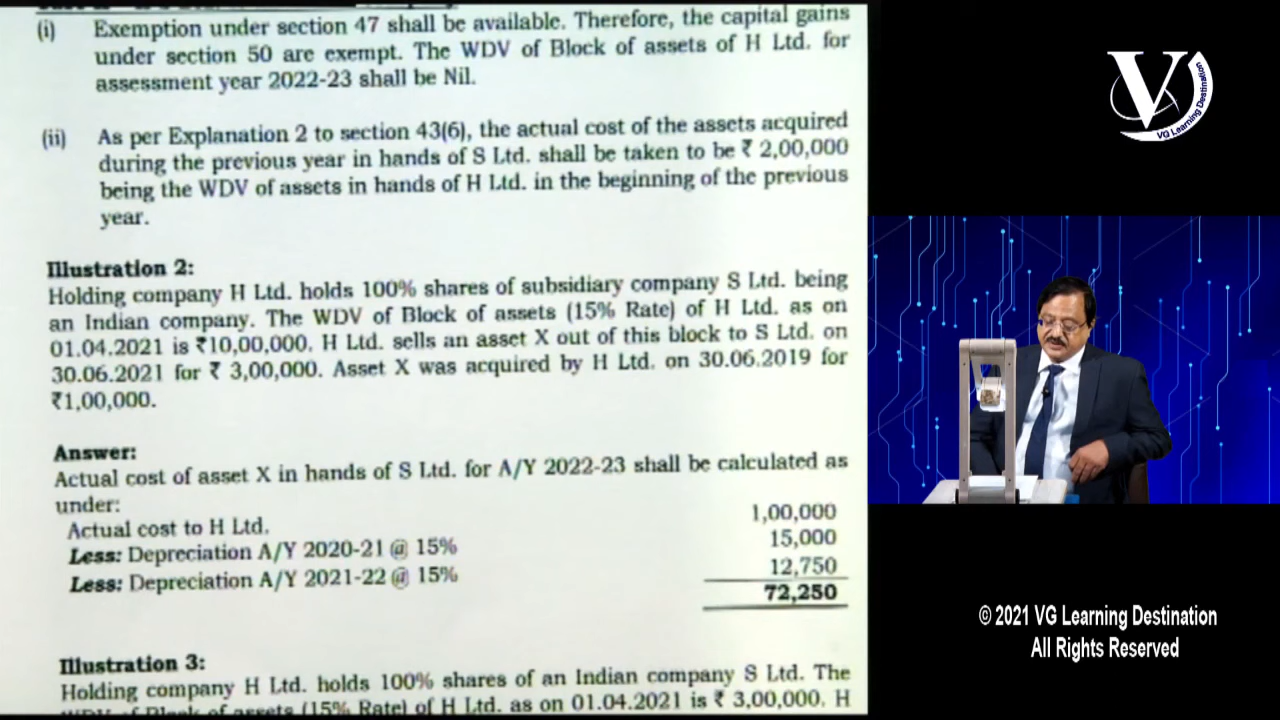 (i) Exemption under section 47 shall be available. Therefore, the capital gains
under section 50 are exempt. The WDV of Block of assets of H Ltd. for
assessment year 2022-23 shall be Nil.
(ii) As per Explanation 2 to section 43(6), the actual cost of the assets acquired
during the previous year in hands of S Ltd. shall be taken to be ₹ 2,00,000
being the WDV of assets in hands of H Ltd. in the beginning of the previous
year.
Illustration 2:
Holding company H Ltd. holds 100% shares of subsidiary company S Ltd. being
an Indian company. The WDV of Block of assets (15% Rate) of H Ltd. as on
01.04.2021 is ₹10,00,000. H Ltd. sells an asset X out of this block to S Ltd. on
30.06.2021 for ₹ 3,00,000. Asset X was acquired by H Ltd. on 30.06.2019 for
₹1,00,000.
Answer:
Actual cost of asset X in hands of S Ltd. for A/Y 2022-23 shall be calculated as
under:
Actual cost to H Ltd. 1,00,000
Less: Depreciation A/Y 2020-21 @ 15% 15,000
Less: Depreciation A/Y 2021-22 @ 15% 12,750
72,250
Illustration 3:
Holding company H Ltd. holds 100% shares of an Indian company S Ltd. The
WDV of Block of assets (15% Rate) of H Ltd. as on 01.04.2021 is ₹ 3,00,000. H
V
VG Learning Destination
© 2021 VG Learning Destination
All Rights Reserved